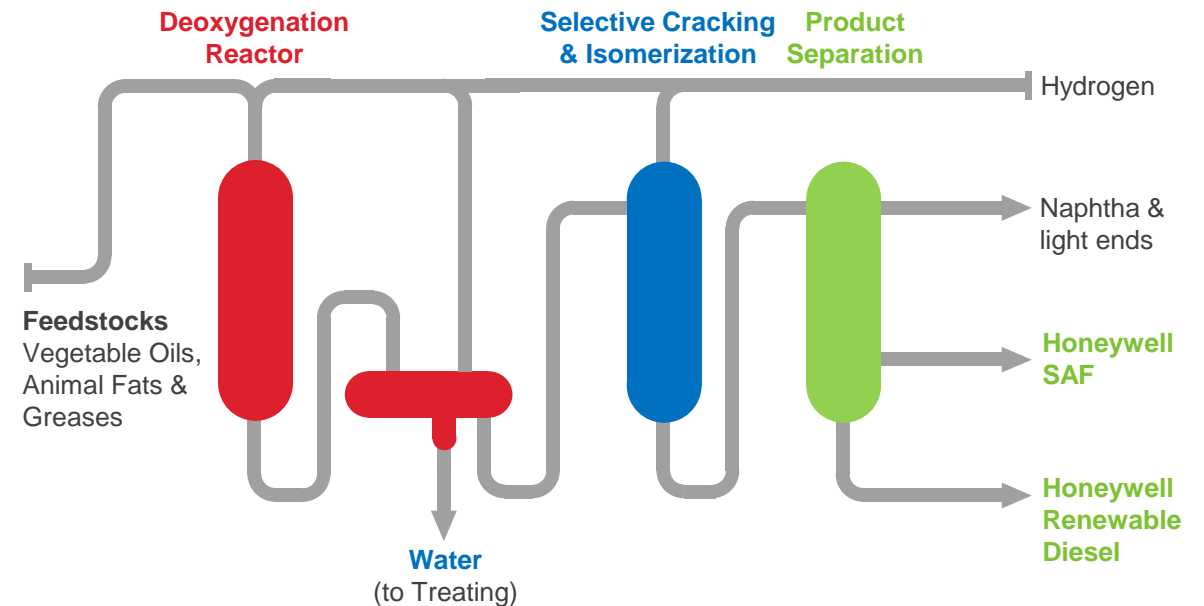 Deoxygenation
Reactor
Selective Cracking
& Isomerization
Product
Separation
Hydrogen
Naphtha &
light ends
Feedstocks
Vegetable Oils,
Animal Fats &
Greases
Honeywell
SAF
Honeywell
Renewable
Diesel
Water
(to Treating)